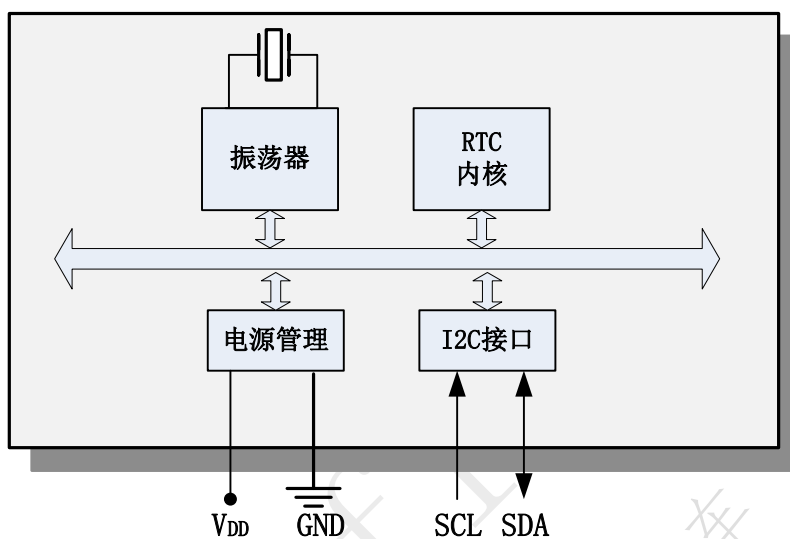 振荡器
RTC
内核
电源管理
I2C接口
VDD
GND
SCL
SDA